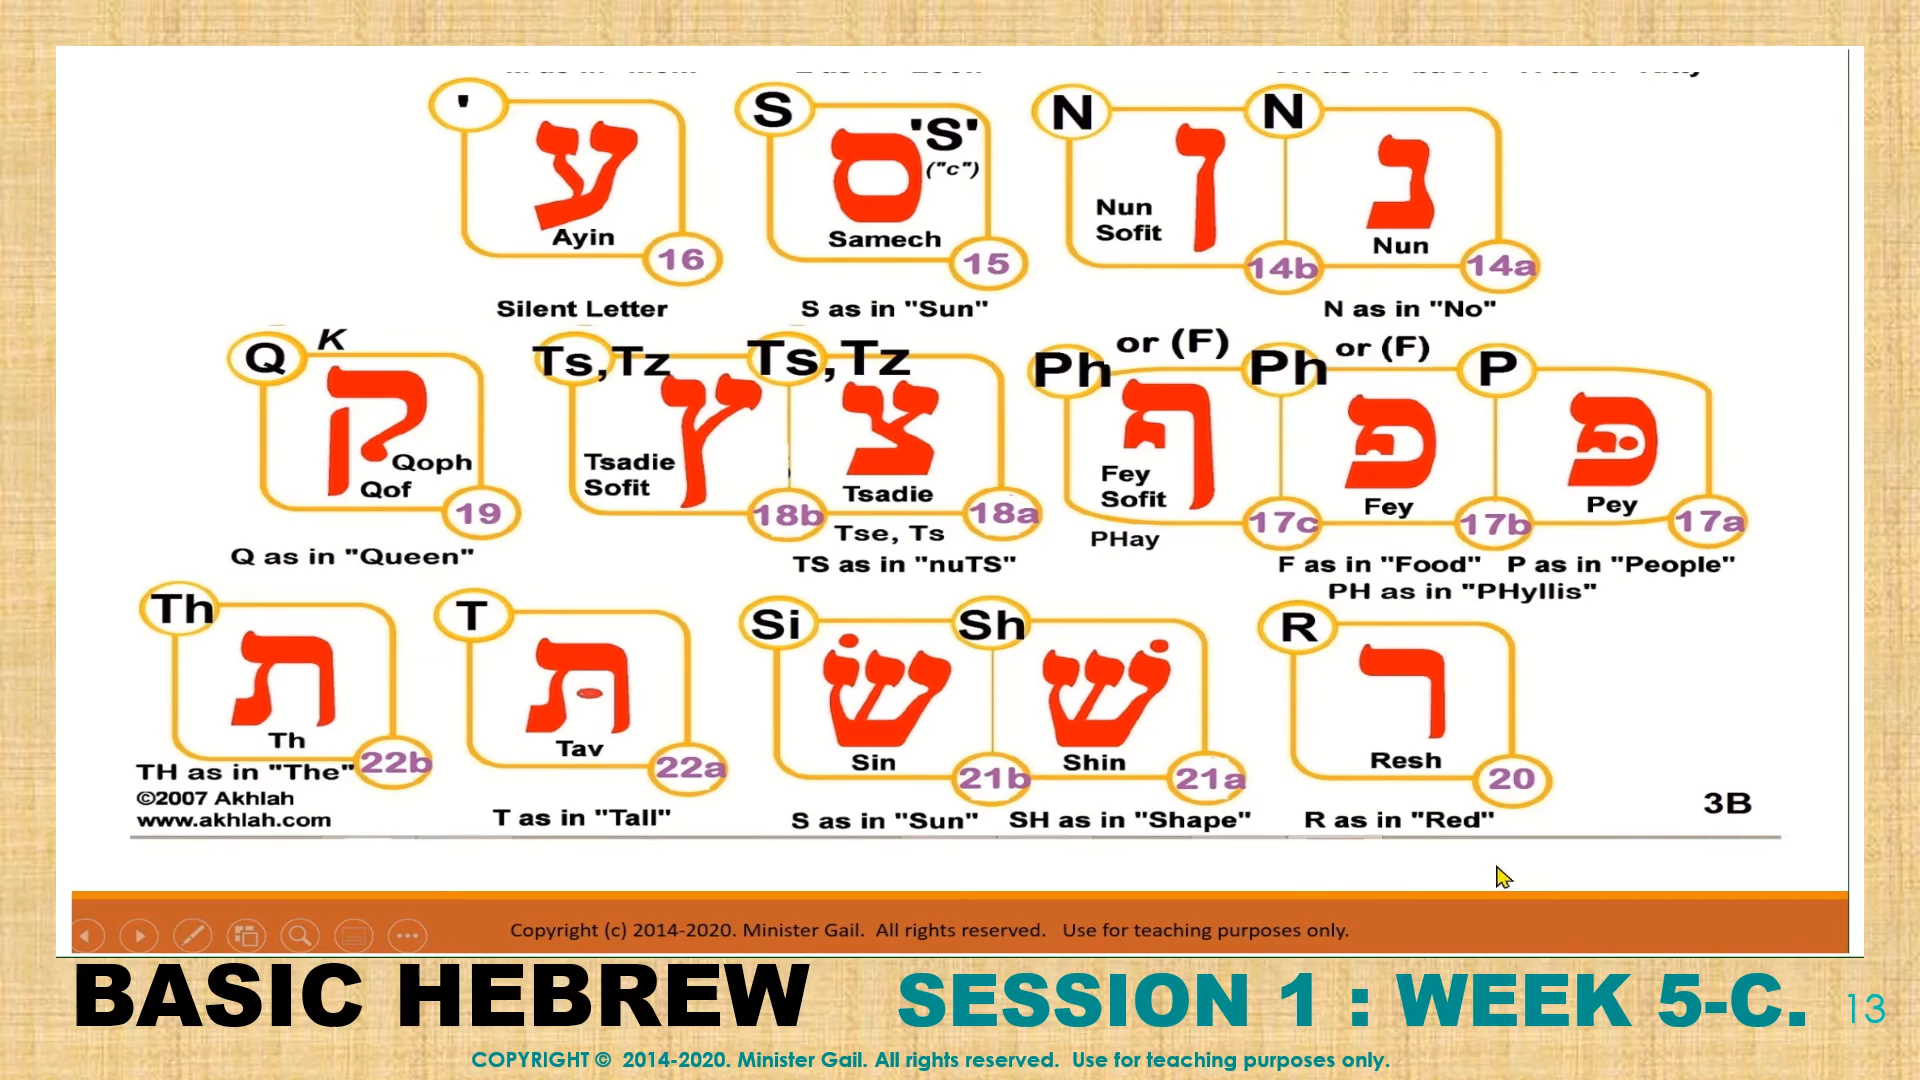 ' S 'S' N N
("c")
ע ס ן נ
Nun
Sofit
Ayin Samech Nun
16 15 14b 14a
Silent Letter S as in "Sun" N as in "No"
Q K Ts,Tz Ts,Tz Ph or (F) Ph or (F) P
ק ץ צ ף פ פּ
Qoph Tsadie Fey
Qof Sofit Tsadie Sofit Fey Pey
19 18b 18a 17c 17b 17a
Tse, Ts PHay
Q as in "Queen" TS as in "nuTS" F as in "Food" P as in "People"
PH as in "PHyllis"
Th T Si Sh R
ת תּ שׂ שׁ ר
Th Tav Sin Shin Resh
22b 22a 21b 21a 20
TH as in "The"
©2007 Akhlah
www.akhlah.com
T as in "Tall" S as in "Sun" SH as in "Shape" R as in "Red"
3B
Copyright (c) 2014-2020. Minister Gail. All rights reserved. Use for teaching purposes only.
BASIC HEBREW SESSION 1 : WEEK 5-C. 13
COPYRIGHT © 2014-2020. Minister Gail. All rights reserved. Use for teaching purposes only.